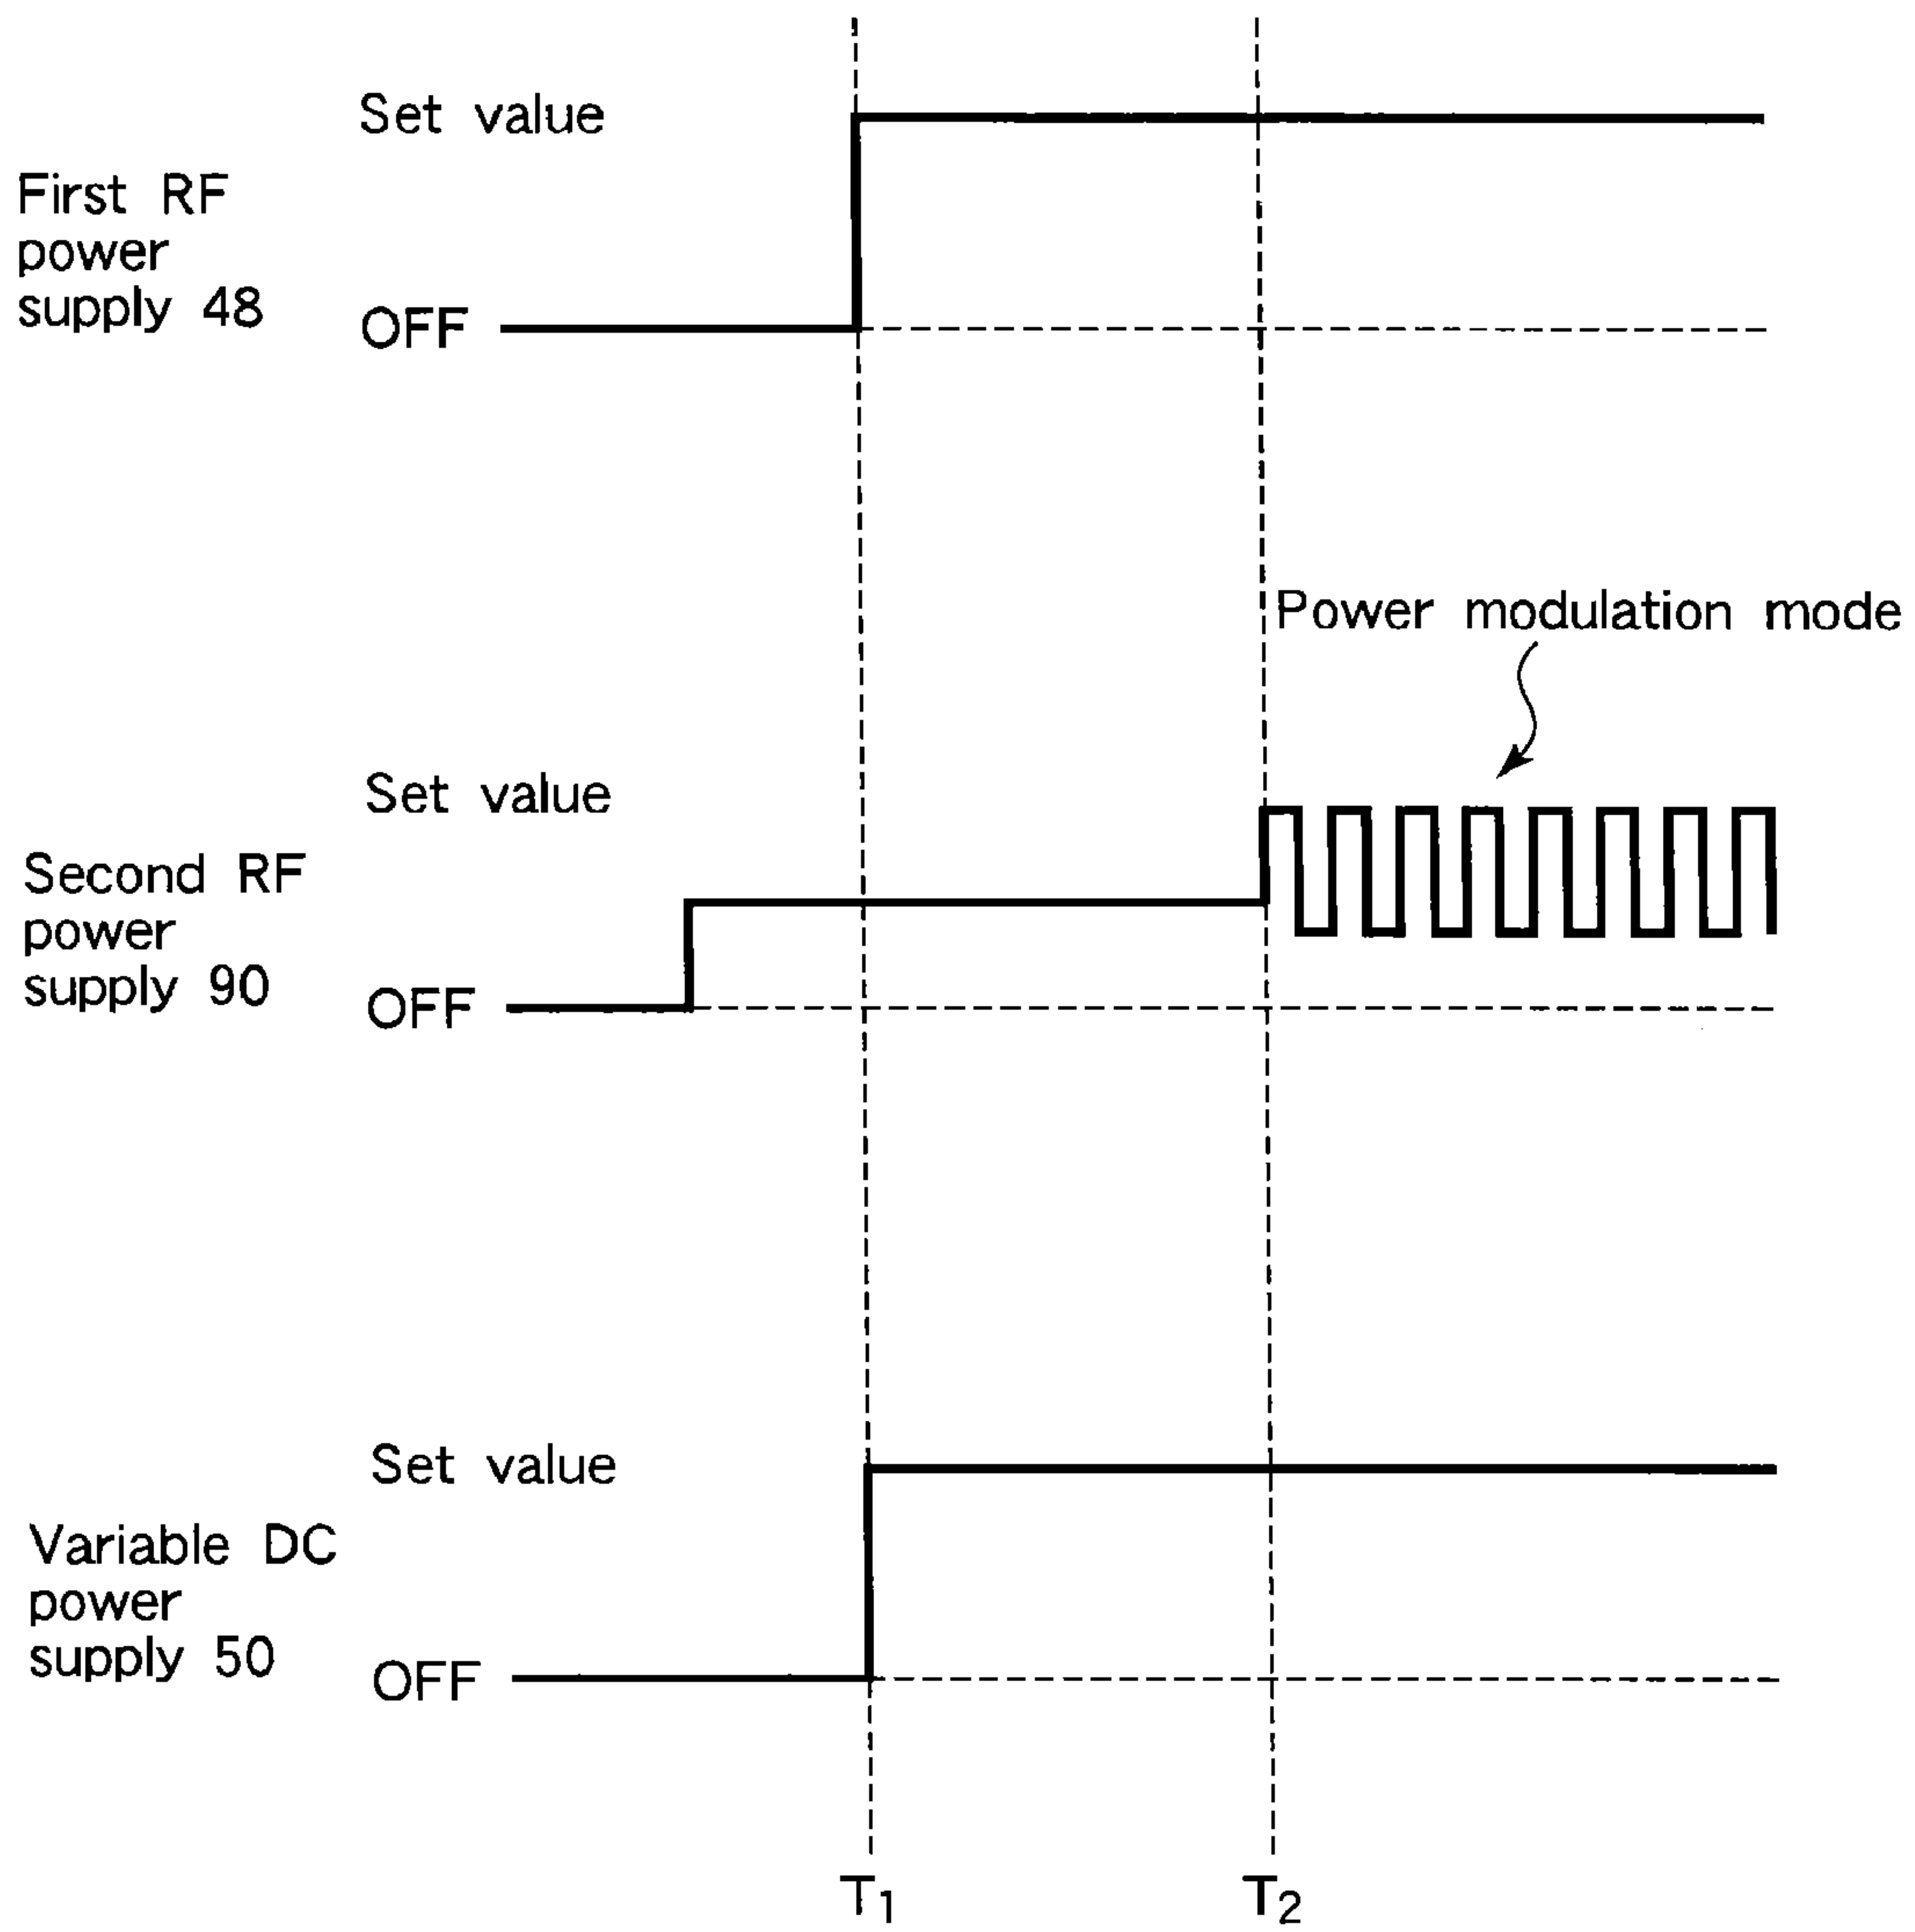 Set value
First RF
power
supply 48
OFF
Power modulation mode
Set value
Second RF
power
supply 90
OFF
Set value
Variable DC
power
supply 50
OFF
T1
T2